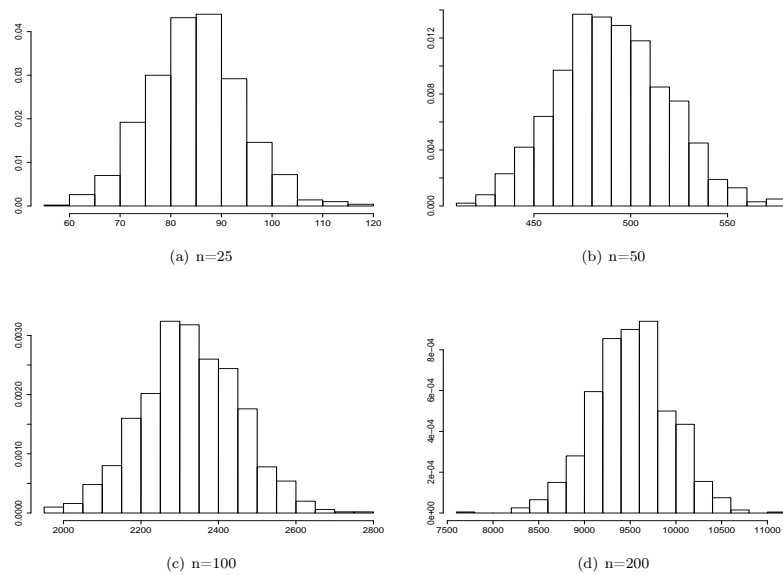 0.04
0.03
0.02
0.01
0.00
60 70 80 90 100 110 120
(a) n=25
0.012
0.008
0.004
0.000
450 500 550
(b) n=50
0.0030
0.0020
0.0010
0.0000
2000 2200 2400 2600 2800
(c) n=100
8e−04
6e−04
4e−04
2e−04
0e+00
7500 8000 8500 9000 9500 10000 10500 11000
(d) n=200